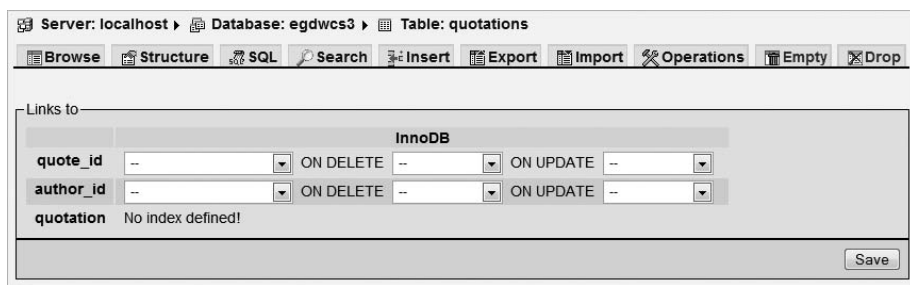 Server: localhost ▸ Database: egdwcs3 ▸ Table: quotations
Browse Structure SQL Search Insert Export Import Operations Empty Drop
Links to
InnoDB
quote_id -- ON DELETE -- ON UPDATE --
author_id -- ON DELETE -- ON UPDATE --
quotation No index defined!
Save